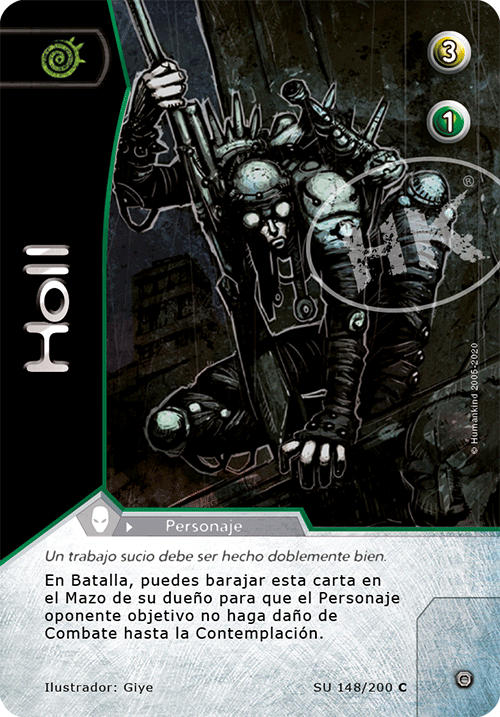 3
1
Holl
HK®
© Humankind 2005-2020
Personaje
Un trabajo sucio debe ser hecho doblemente bien.
En Batalla, puedes barajar esta carta en
el Mazo de su dueño para que el Personaje
oponente objetivo no haga daño de
Combate hasta la Contemplación.
Ilustrador: Giye
SU 148/200 C